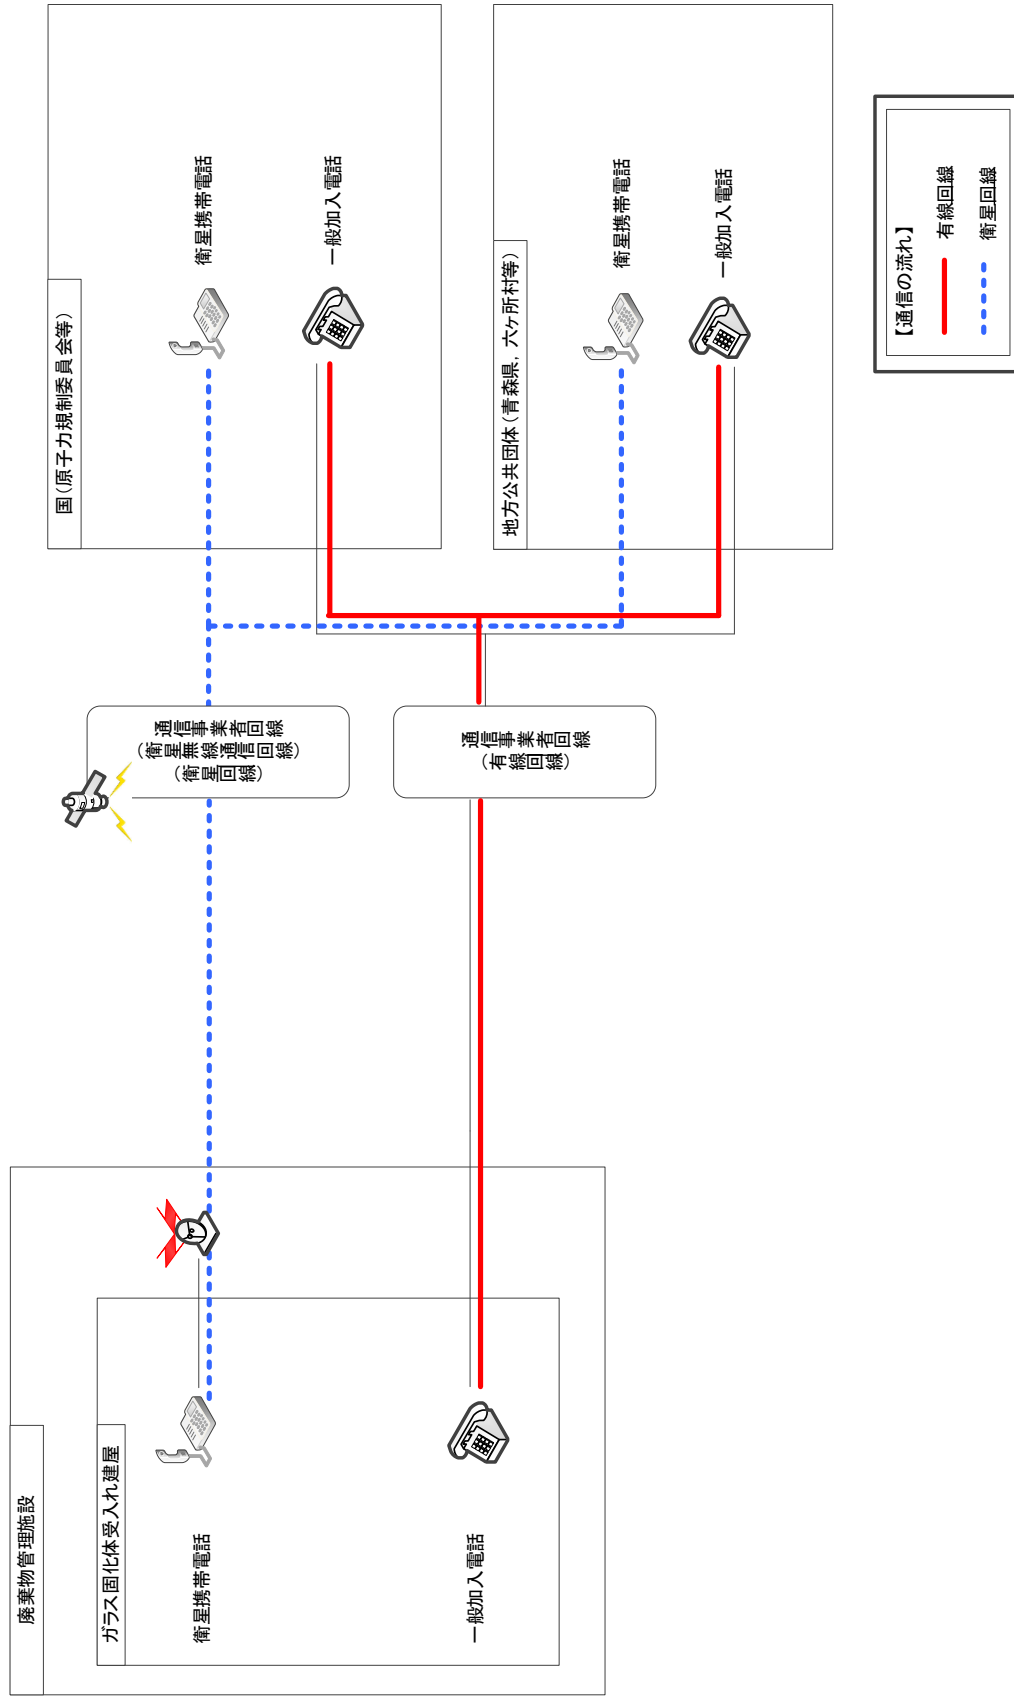 廃棄物管理施設
ガラス固化体受入れ建屋
衛星携帯電話
一般加入電話
通信事業者回線
(衛星無線通信回線)
(衛星回線)
通信事業者回線
(有線回線)
国(原子力規制委員会等)
衛星携帯電話
一般加入電話
地方公共団体(青森県,六ケ所村等)
衛星携帯電話
一般加入電話
【通信の流れ】
有線回線
衛星回線